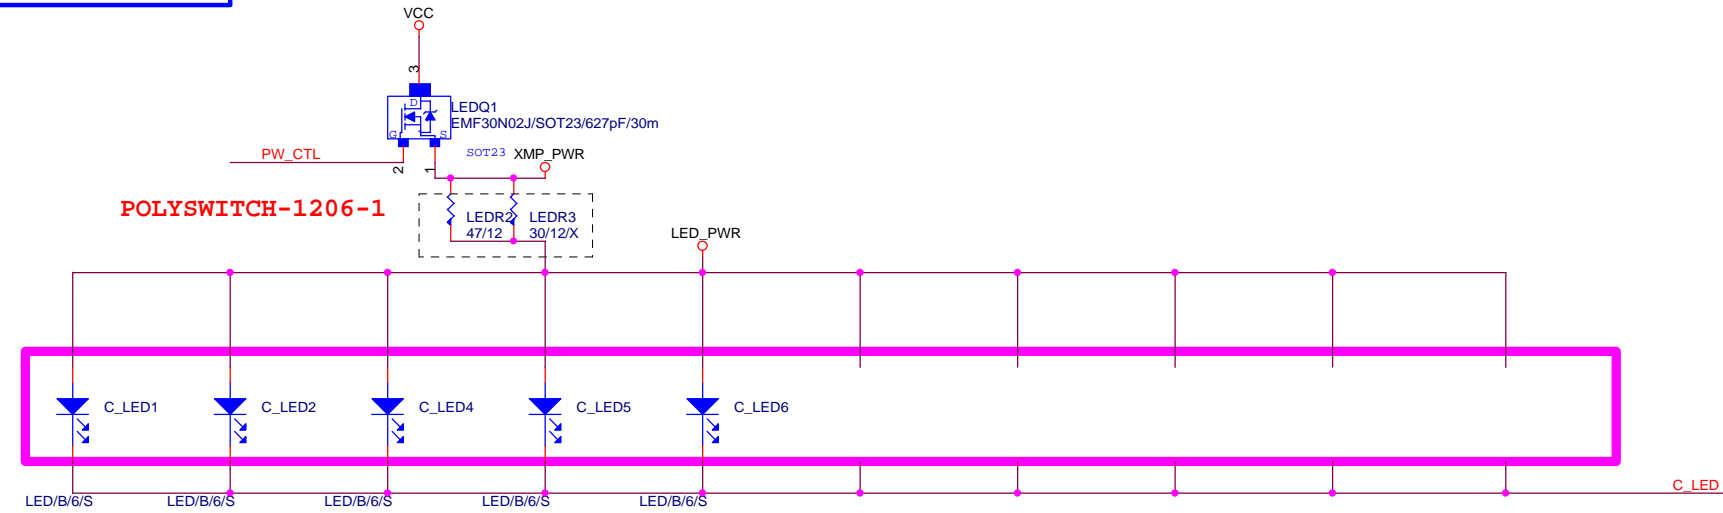 VCC
3
D
G
S
LEDQ1
EMF30N02J/SOT23/627pF/30m
SOT23
XMP_PWR
PW_CTL
2
1
POLYSWITCH-1206-1
LEDR2
47/12
LEDR3
30/12/X
LED_PWR
C_LED1
C_LED2
C_LED4
C_LED5
C_LED6
C_LED
LED/B/6/S
LED/B/6/S
LED/B/6/S
LED/B/6/S
LED/B/6/S